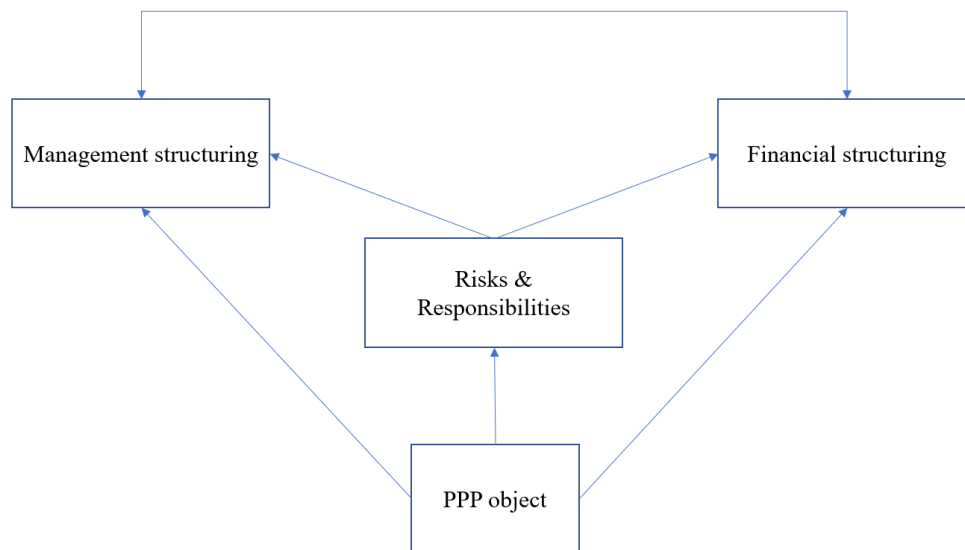 Management structuring
Financial structuring
Risks &
Responsibilities
PPP object